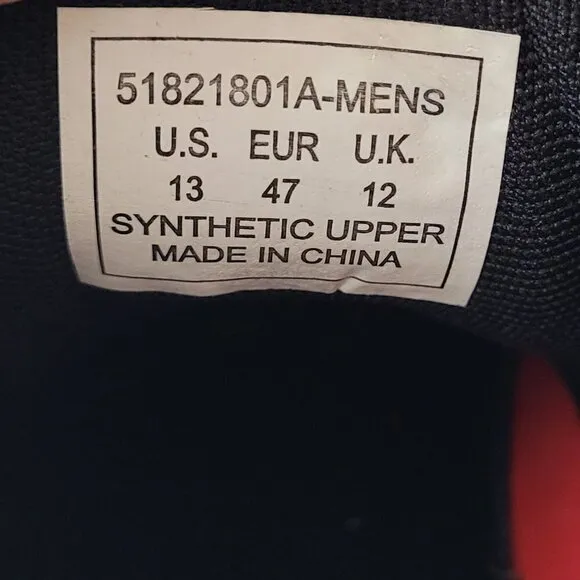 51821801A-MENS
U.S. EUR U.K.
13 47 12
SYNTHETIC UPPER
MADE IN CHINA